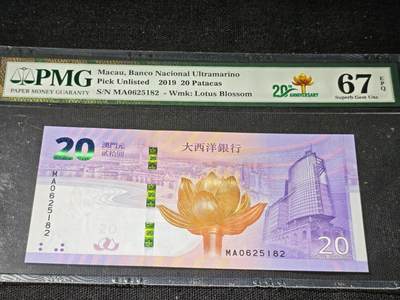 PMG
PAPER MONEY GUARANTY
Macau, Banco Nacional Ultramarino
Pick Unlisted 2019 20 Patacas
S/N MA0625182 - Wmk: Lotus Blossom
20th ANNIVERSARY
67 EPQ
Superb Gem Unc
20 澳門元 貳拾圓
大西洋銀行
MA0625182
20
MA0625182
20